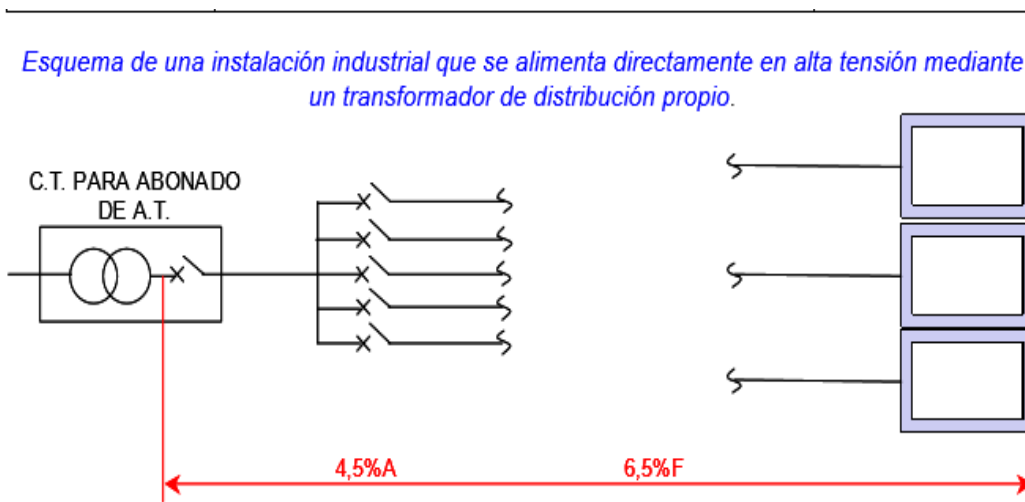 Esquema de una instalación industrial que se alimenta directamente en alta tensión mediante
un transformador de distribución propio.
C.T. PARA ABONADO
DE A.T.
4,5%A 6,5%F